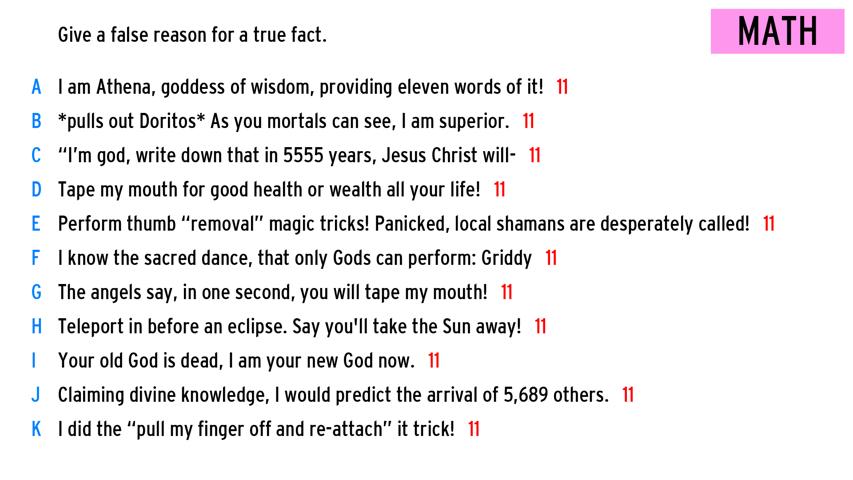 Give a false reason for a true fact.
MATH
A I am Athena, goddess of wisdom, providing eleven words of it! 11
B *pulls out Doritos* As you mortals can see, I am superior. 11
C “I’m god, write down that in 5555 years, Jesus Christ will- 11
D Tape my mouth for good health or wealth all your life! 11
E Perform thumb “removal” magic tricks! Panicked, local shamans are desperately called! 11
F I know the sacred dance, that only Gods can perform: Griddy 11
G The angels say, in one second, you will tape my mouth! 11
H Teleport in before an eclipse. Say you'll take the Sun away! 11
I Your old God is dead, I am your new God now. 11
J Claiming divine knowledge, I would predict the arrival of 5,689 others. 11
K I did the “pull my finger off and re-attach” it trick! 11